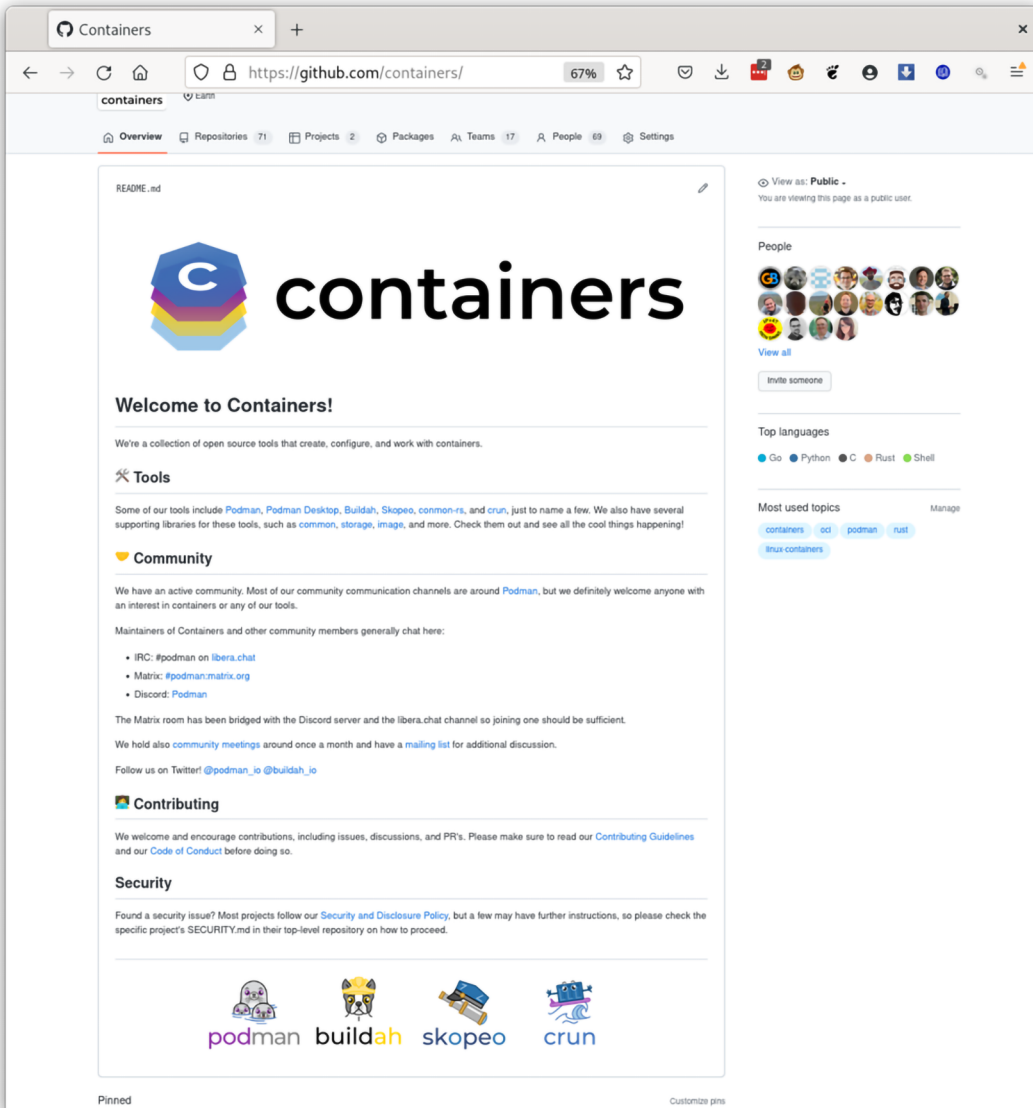 Containers
https://github.com/containers/
67%
2
containers
Earth
Overview Repositories 71 Projects 2 Packages Teams 17 People 69 Settings
README.md
C
containers
Welcome to Containers!
We're a collection of open source tools that create, configure, and work with containers.
Tools
Some of our tools include Podman, Podman Desktop, Buildah, Skopeo, conmon-rs, and crun, just to name a few. We also have several
supporting libraries for these tools, such as common, storage, image, and more. Check them out and see all the cool things happening!
Community
We have an active community. Most of our community communication channels are around Podman, but we definitely welcome anyone with
an interest in containers or any of our tools.
Maintainers of Containers and other community members generally chat here:
• IRC: #podman on libera.chat
• Matrix: #podman:matrix.org
• Discord: Podman
The Matrix room has been bridged with the Discord server and the libera.chat channel so joining one should be sufficient.
We hold also community meetings around once a month and have a mailing list for additional discussion.
Follow us on Twitter! @podman_io @buildah_io
Contributing
We welcome and encourage contributions, including issues, discussions, and PR's. Please make sure to read our Contributing Guidelines
and our Code of Conduct before doing so.
Security
Found a security issue? Most projects follow our Security and Disclosure Policy, but a few may have further instructions, so please check the
specific project's SECURITY.md in their top-level repository on how to proceed.
podman buildah skopeo crun
Pinned
Customize pins
View as: Public
You are viewing this page as a public user.
People
GB
View all
Invite someone
Top languages
Go Python C Rust Shell
Most used topics
Manage
containers oci podman rust
linux-containers